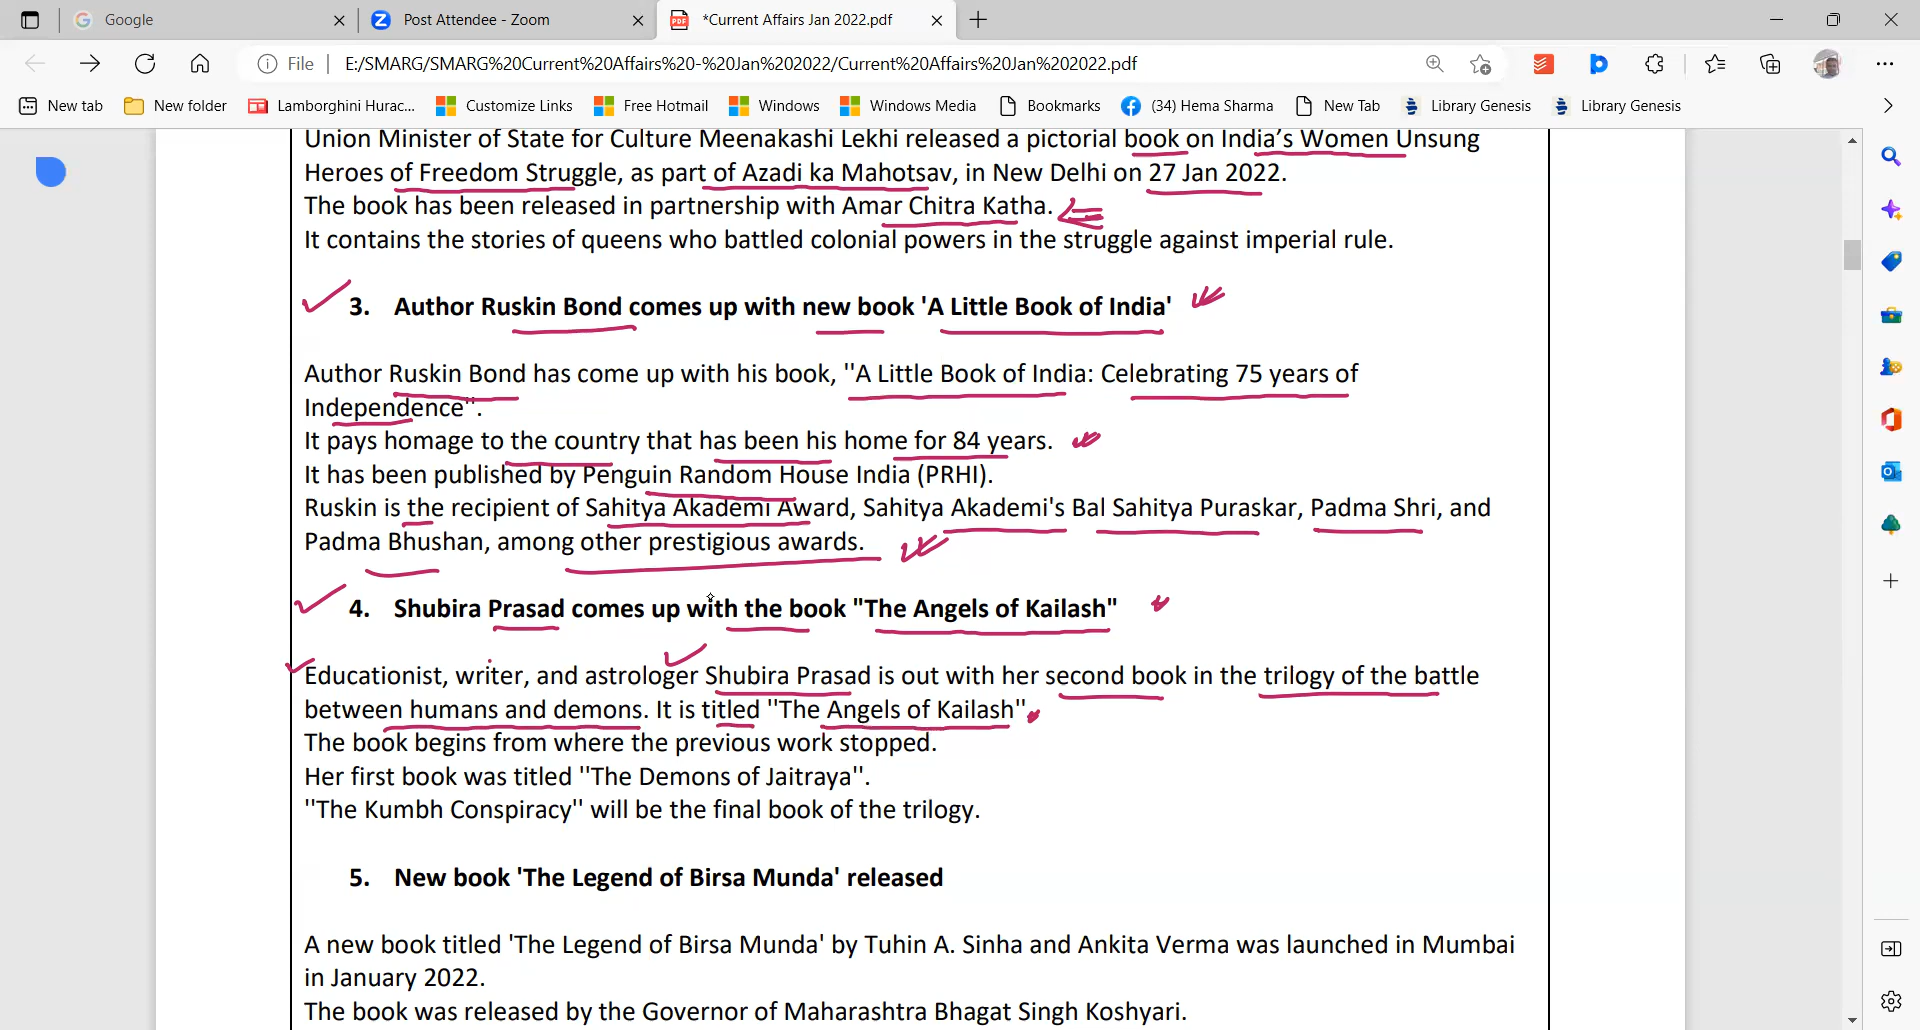 Google
Post Attendee - Zoom
*Current Affairs Jan 2022.pdf
File
E:/SMARG/SMARG%20Current%20Affairs%20-%20Jan%202022/Current%20Affairs%20Jan%202022.pdf
New tab
New folder
Lamborghini Hurac...
Customize Links
Free Hotmail
Windows
Windows Media
Bookmarks
(34) Hema Sharma
New Tab
Library Genesis
Library Genesis
Union Minister of State for Culture Meenakashi Lekhi released a pictorial book on India's Women Unsung
Heroes of Freedom Struggle, as part of Azadi ka Mahotsav, in New Delhi on 27 Jan 2022.
The book has been released in partnership with Amar Chitra Katha.
It contains the stories of queens who battled colonial powers in the struggle against imperial rule.
3. Author Ruskin Bond comes up with new book 'A Little Book of India'
Author Ruskin Bond has come up with his book, "A Little Book of India: Celebrating 75 years of
Independence".
It pays homage to the country that has been his home for 84 years.
It has been published by Penguin Random House India (PRHI).
Ruskin is the recipient of Sahitya Akademi Award, Sahitya Akademi's Bal Sahitya Puraskar, Padma Shri, and
Padma Bhushan, among other prestigious awards.
4. Shubira Prasad comes up with the book "The Angels of Kailash"
Educationist, writer, and astrologer Shubira Prasad is out with her second book in the trilogy of the battle
between humans and demons. It is titled "The Angels of Kailash".
The book begins from where the previous work stopped.
Her first book was titled "The Demons of Jaitraya".
"The Kumbh Conspiracy" will be the final book of the trilogy.
5. New book 'The Legend of Birsa Munda' released
A new book titled 'The Legend of Birsa Munda' by Tuhin A. Sinha and Ankita Verma was launched in Mumbai
in January 2022.
The book was released by the Governor of Maharashtra Bhagat Singh Koshyari.